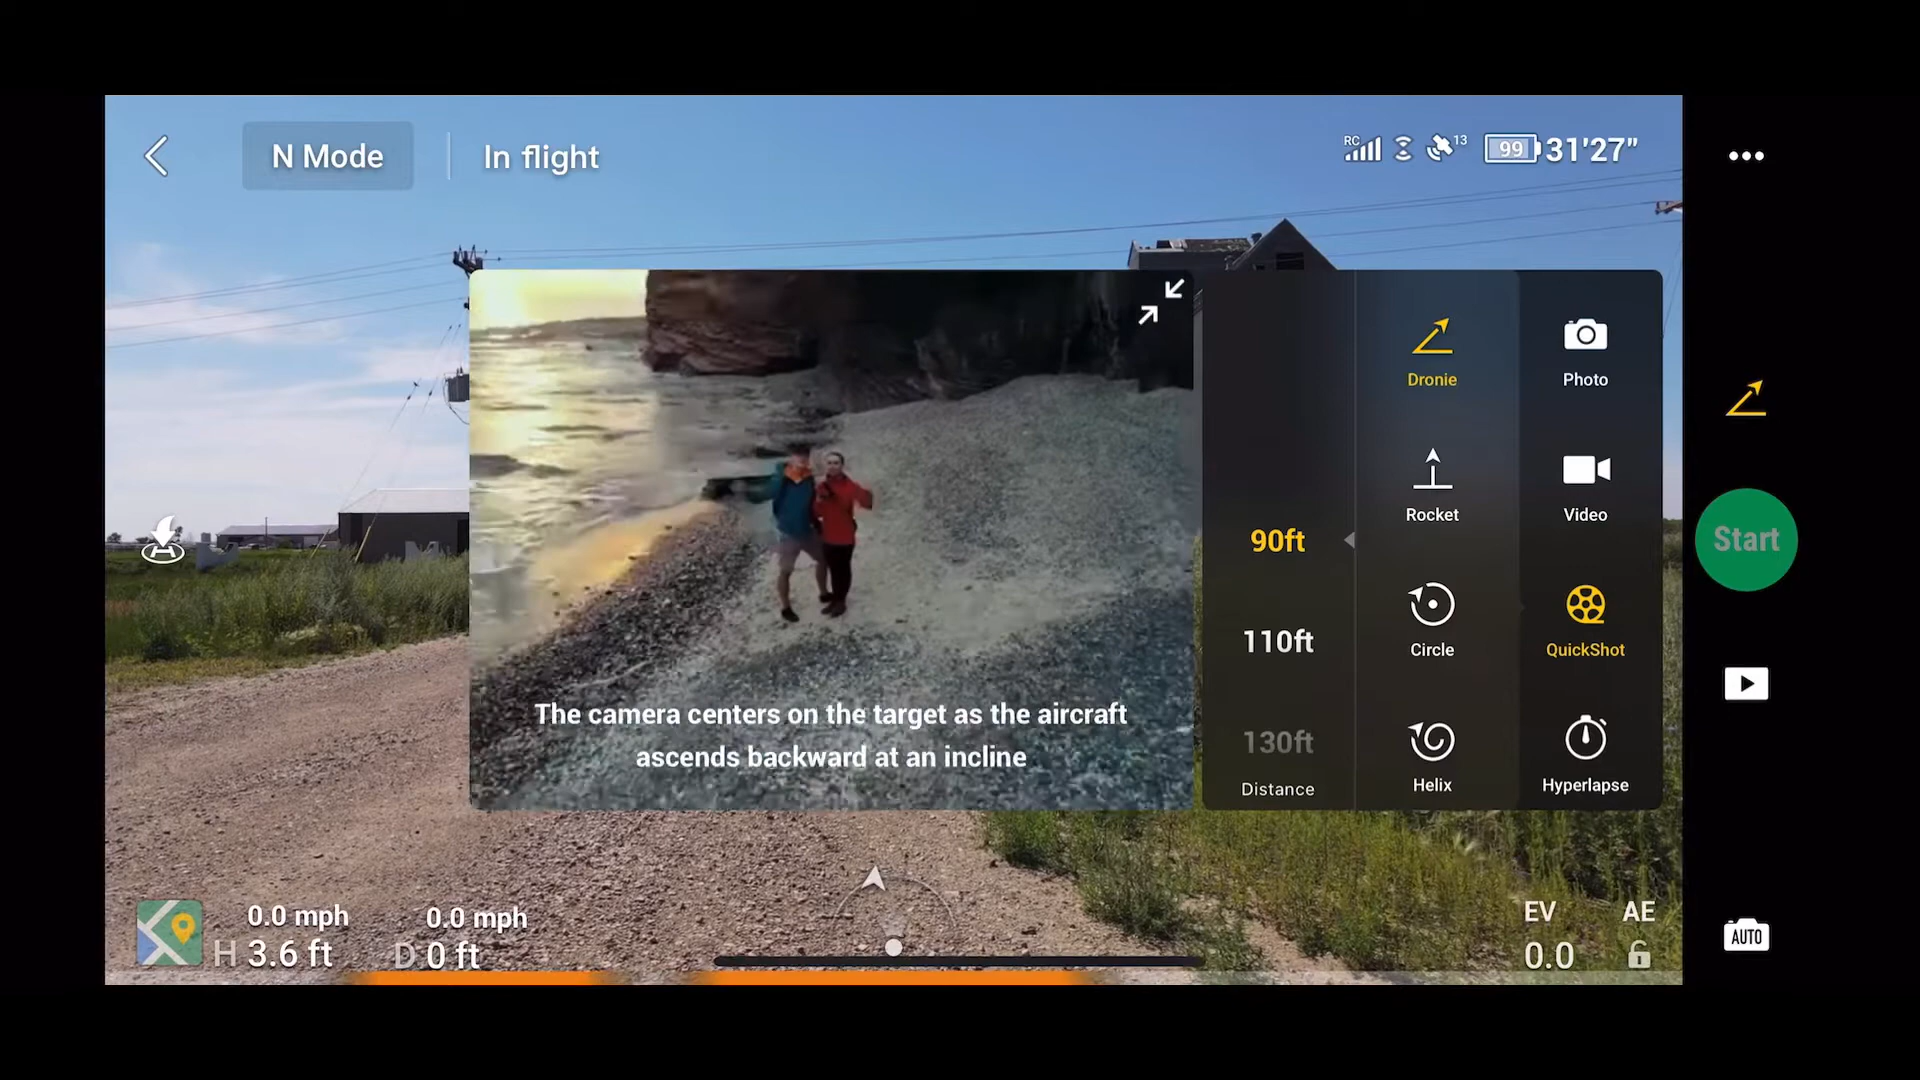 N Mode
In flight
RC
13
99
31'27"
Dronie
Photo
Rocket
Video
90ft
Start
110ft
Circle
QuickShot
The camera centers on the target as the aircraft
ascends backward at an incline
130ft
Distance
Helix
Hyperlapse
0.0 mph
0.0 mph
H 3.6 ft
D 0 ft
EV
AE
0.0
AUTO